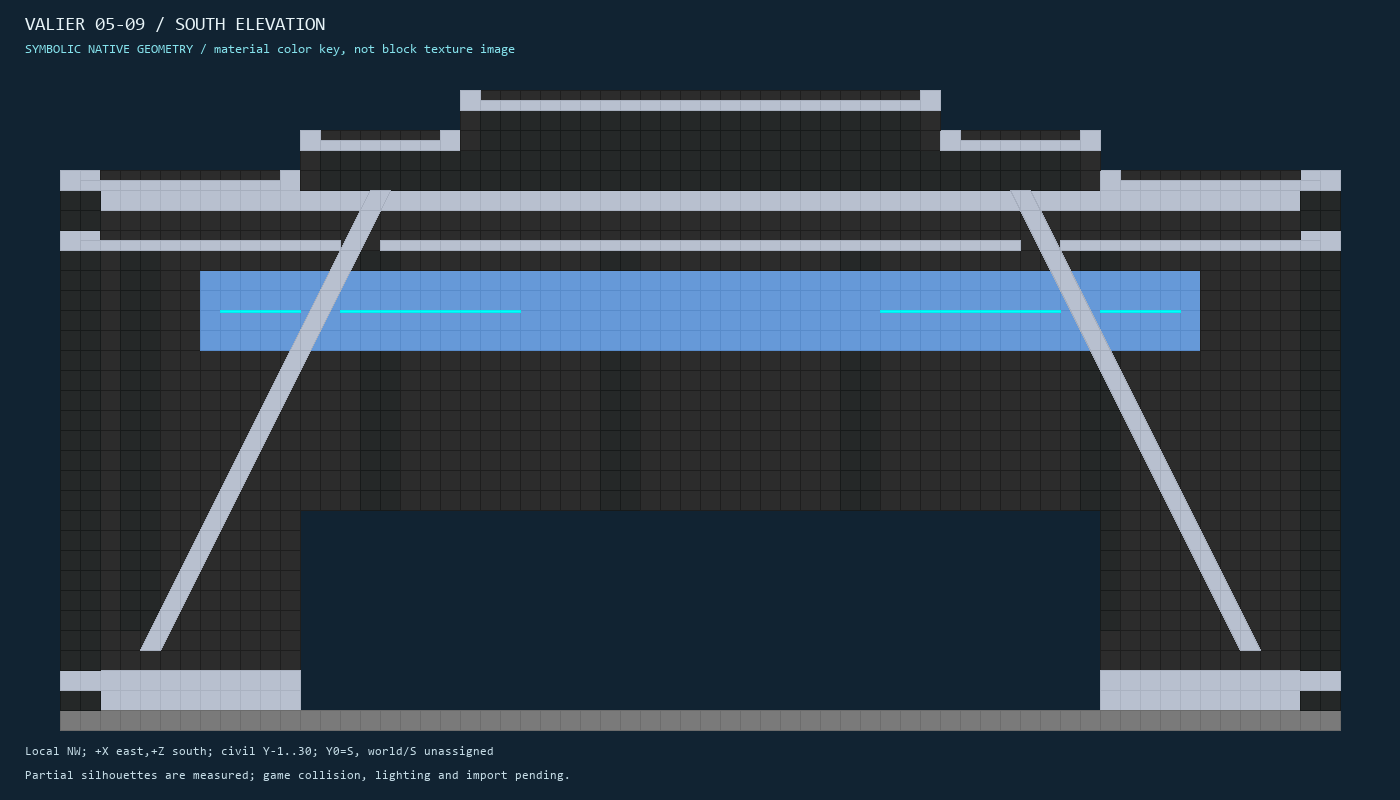 VALIER 05-09 / SOUTH ELEVATION
SYMBOLIC NATIVE GEOMETRY / material color key, not block texture image
Local NW; +X east,+Z south; civil Y-1..30; Y0=S, world/S unassigned
Partial silhouettes are measured; game collision, lighting and import pending.